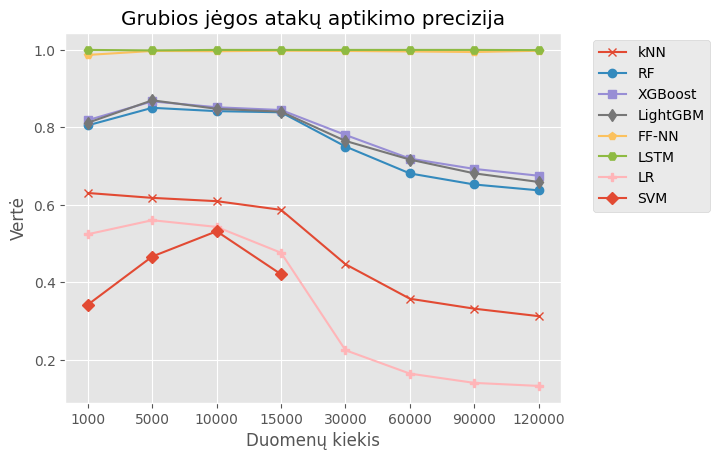 Grubios jėgos atakų aptikimo precizija
Vertė
1.0
0.8
0.6
0.4
0.2
1000 5000 10000 15000 30000 60000 90000 120000
Duomenų kiekis
kNN
RF
XGBoost
LightGBM
FF-NN
LSTM
LR
SVM